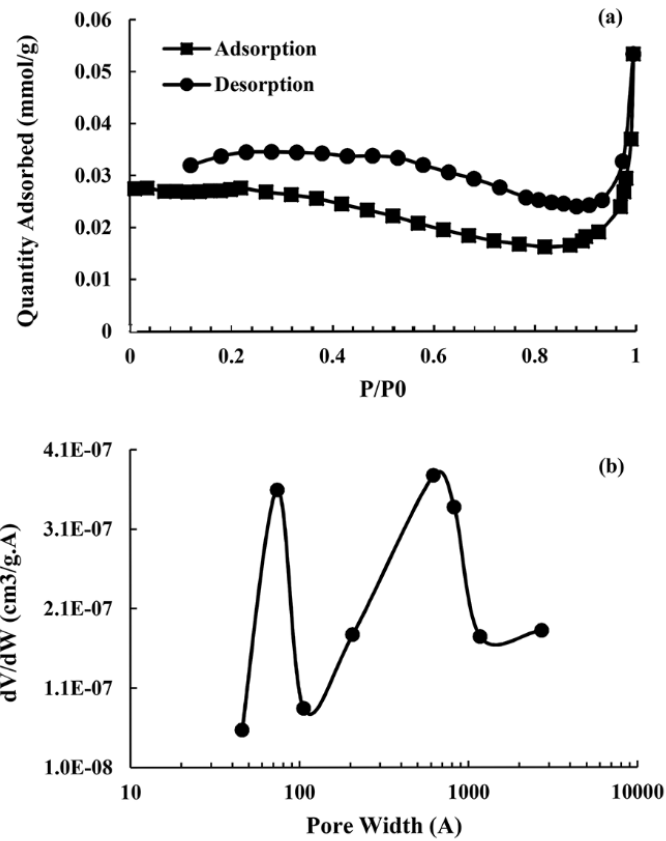 (a)
Adsorption
Desorption
Quantity Adsorbed (mmol/g)
0.06
0.05
0.04
0.03
0.02
0.01
0
0 0.2 0.4 0.6 0.8 1
P/P0
(b)
dV/dW (cm3/g.A)
4.1E-07
3.1E-07
2.1E-07
1.1E-07
1.0E-08
10 100 1000 10000
Pore Width (A)